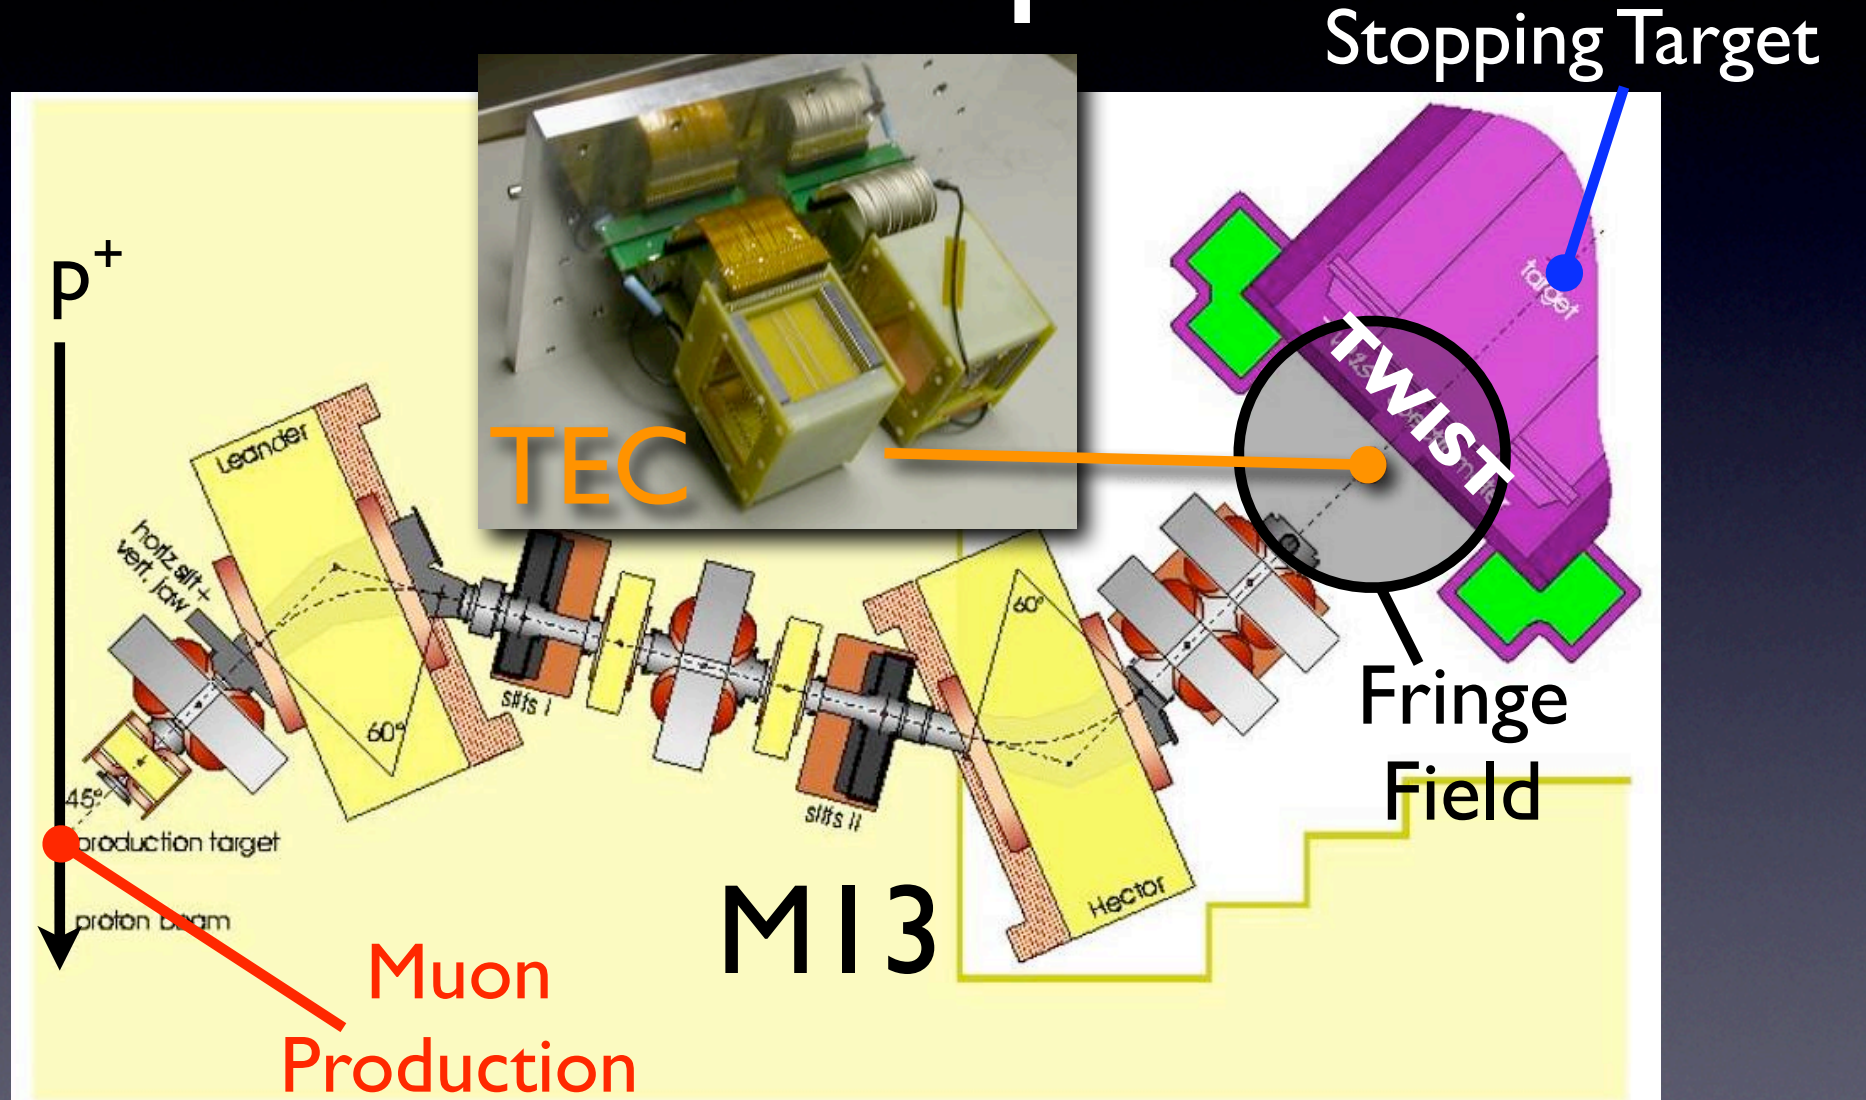 Stopping Target
p+
target
TWIST
TEC
Leander
horiz slit +
vert. jaw
60°
slits I
60°
Fringe
Field
45°
production target
slits II
Hector
M13
proton beam
Muon
Production